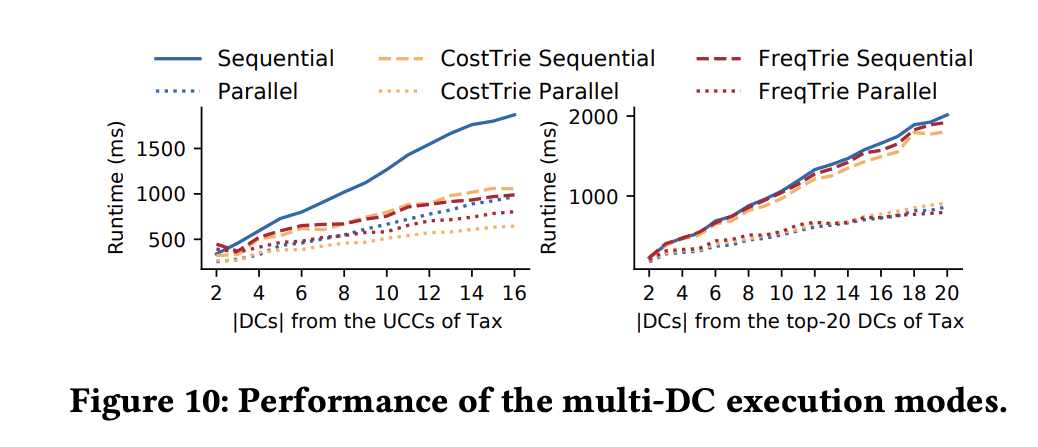 Sequential CostTrie Sequential FreqTrie Sequential
Parallel CostTrie Parallel FreqTrie Parallel
Runtime (ms)
1500
1000
500
2 4 6 8 10 12 14 16
|DCs| from the UCCs of Tax
Runtime (ms)
2000
1000
2 4 6 8 10 12 14 16 18 20
|DCs| from the top-20 DCs of Tax
Figure 10: Performance of the multi-DC execution modes.